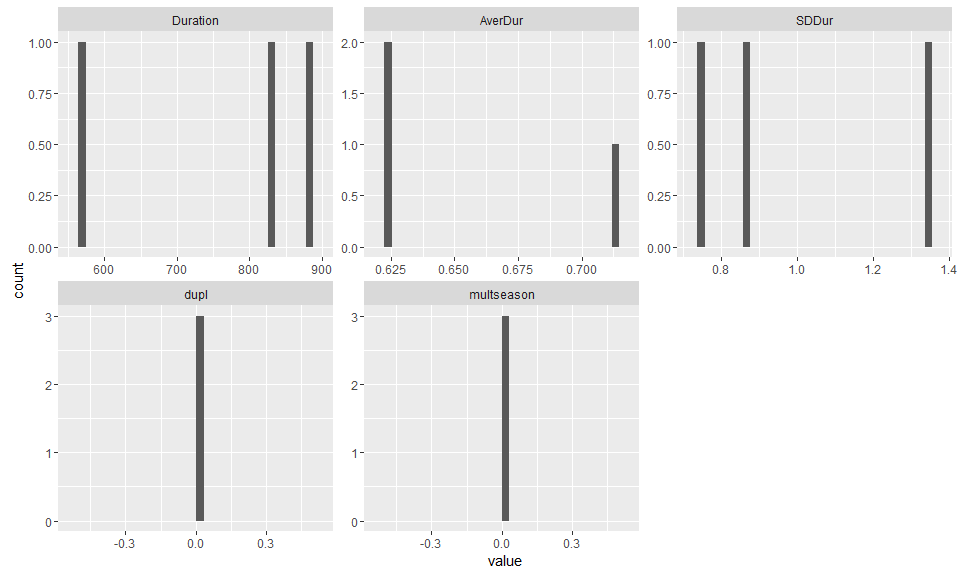 Duration AverDur SDDur
1.00 2.0 1.00
0.75 1.5 0.75
0.50 1.0 0.50
0.25 0.5 0.25
0.00 0.0 0.00
600 700 800 900 0.625 0.650 0.675 0.700 0.8 1.0 1.2 1.4
count
dupl multseason
3 3
2 2
1 1
0 0
-0.3 0.0 0.3 -0.3 0.0 0.3
value